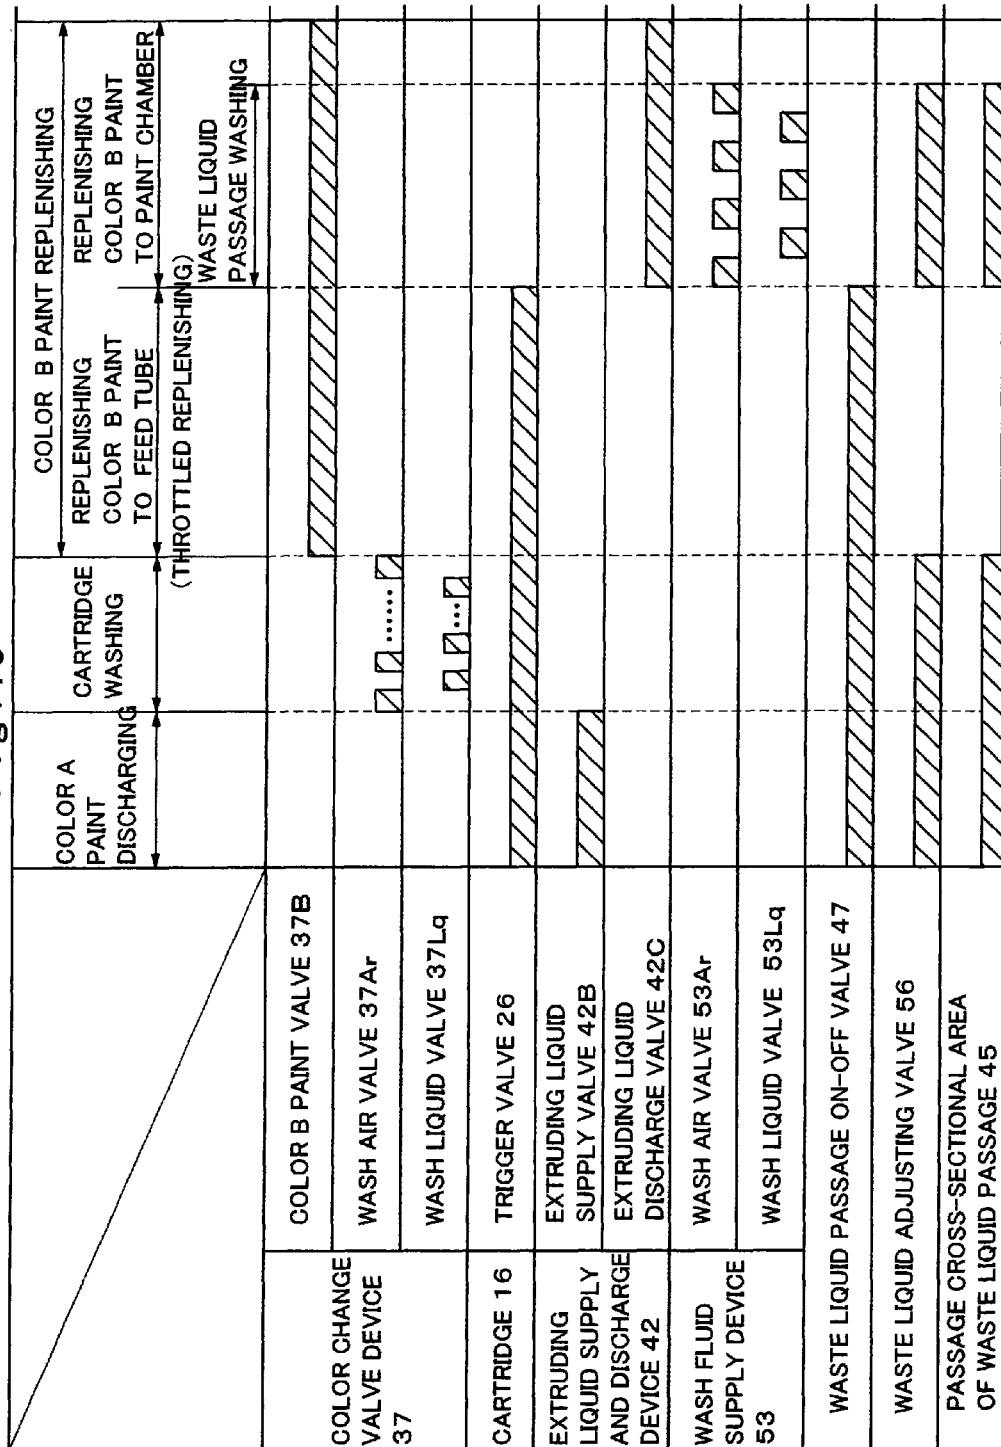 COLOR A
PAINT
DISCHARGING
CARTRIDGE
WASHING
COLOR B PAINT REPLENISHING
REPLENISHING
COLOR B PAINT
TO FEED TUBE
(THROTTLED REPLENISHING)
REPLENISHING
COLOR B PAINT
TO PAINT CHAMBER
WASTE LIQUID
PASSAGE WASHING
COLOR CHANGE
VALVE DEVICE
37
COLOR B PAINT VALVE 37B
WASH AIR VALVE 37Ar
WASH LIQUID VALVE 37Lq
CARTRIDGE 16
TRIGGER VALVE 26
EXTRUDING
LIQUID SUPPLY
AND DISCHARGE
DEVICE 42
EXTRUDING LIQUID
SUPPLY VALVE 42B
EXTRUDING LIQUID
DISCHARGE VALVE 42C
WASH FLUID
SUPPLY DEVICE
53
WASH AIR VALVE 53Ar
WASH LIQUID VALVE 53Lq
WASTE LIQUID PASSAGE ON-OFF VALVE 47
WASTE LIQUID ADJUSTING VALVE 56
PASSAGE CROSS-SECTIONAL AREA
OF WASTE LIQUID PASSAGE 45